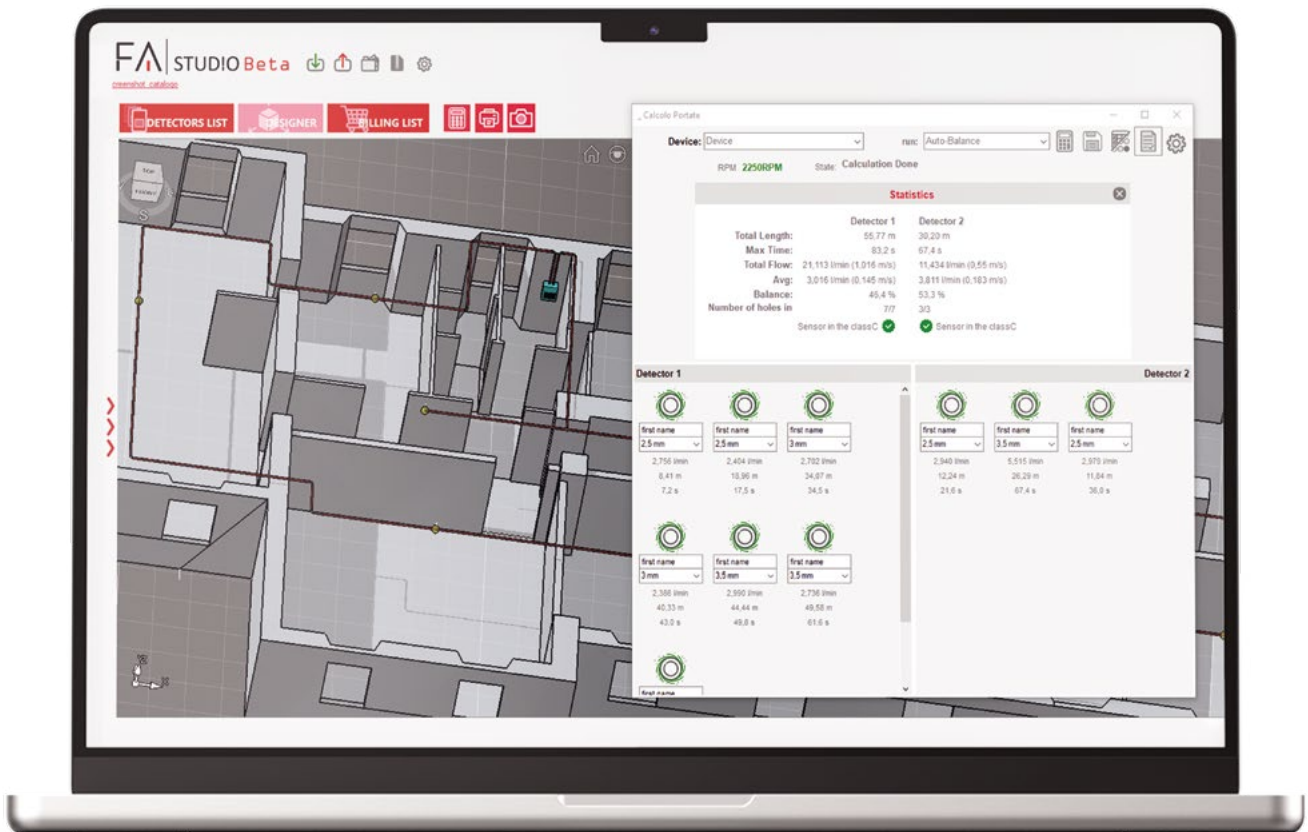 FA STUDIO Beta
creenshot_catalogo
DETECTORS LIST
DESIGNER
BILLING LIST
TOP
FRONT
S
Calcolo Portate
Device: Device
run: Auto-Balance
RPM 2250RPM
State: Calculation Done
Statistics
Detector 1 Detector 2
Total Length: 55,77 m 30,20 m
Max Time: 83,2 s 67,4 s
Total Flow: 21,113 l/min (1,016 m/s) 11,434 l/min (0,55 m/s)
Avg: 3,016 l/min (0,145 m/s) 3,811 l/min (0,183 m/s)
Balance: 45,4 % 53,3 %
Number of holes in 7/7 3/3
Sensor in the classC Sensor in the classC
Detector 1
first name first name first name
2.5 mm 2.5 mm 3 mm
2,756 l/min 2,404 l/min 2,782 l/min
8,41 m 18,96 m 34,87 m
7,2 s 17,5 s 34,5 s
first name first name first name
3 mm 3.5 mm 3.5 mm
2,388 l/min 2,990 l/min 2,736 l/min
40,33 m 44,44 m 49,58 m
43,0 s 49,8 s 61,6 s
first name
Detector 2
first name first name first name
2.5 mm 3.5 mm 2.5 mm
2,940 l/min 5,515 l/min 2,979 l/min
12,24 m 26,29 m 11,84 m
21,6 s 67,4 s 36,0 s